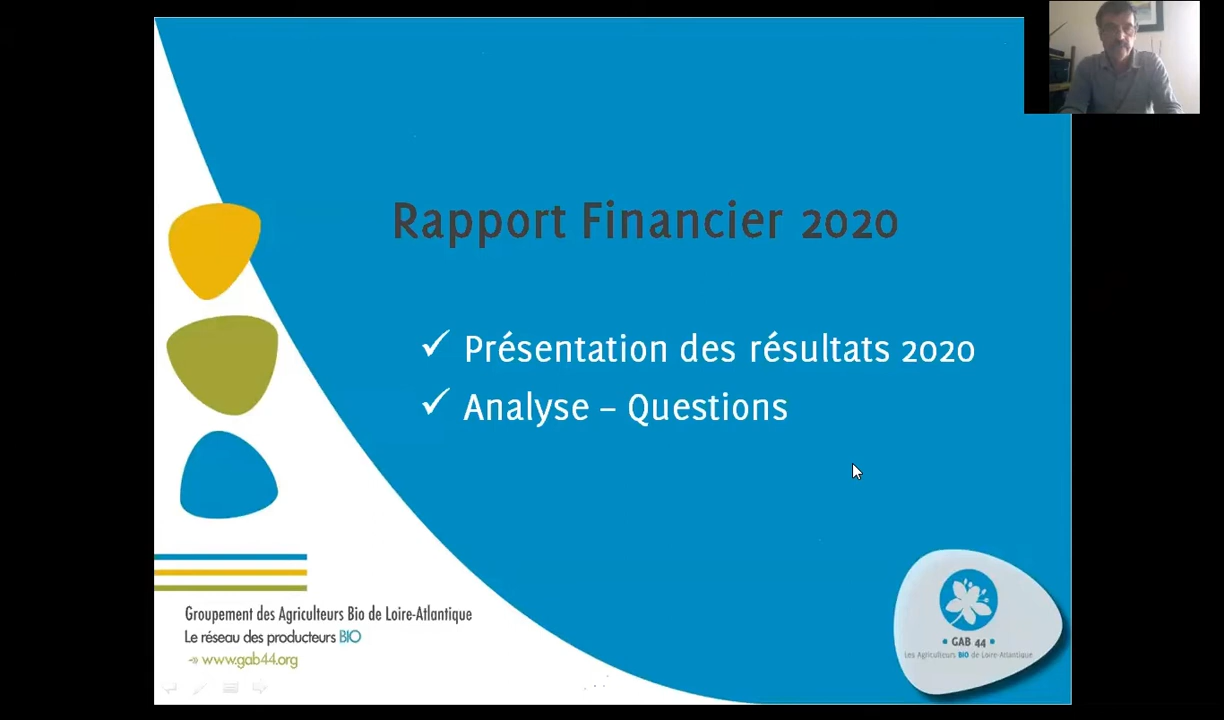 Rapport Financier 2020
✓ Présentation des résultats 2020
✓ Analyse – Questions
Groupement des Agriculteurs Bio de Loire-Atlantique
Le réseau des producteurs BIO
-» www.gab44.org
• GAB 44 •
Les Agriculteurs BIO de Loire-Atlantique